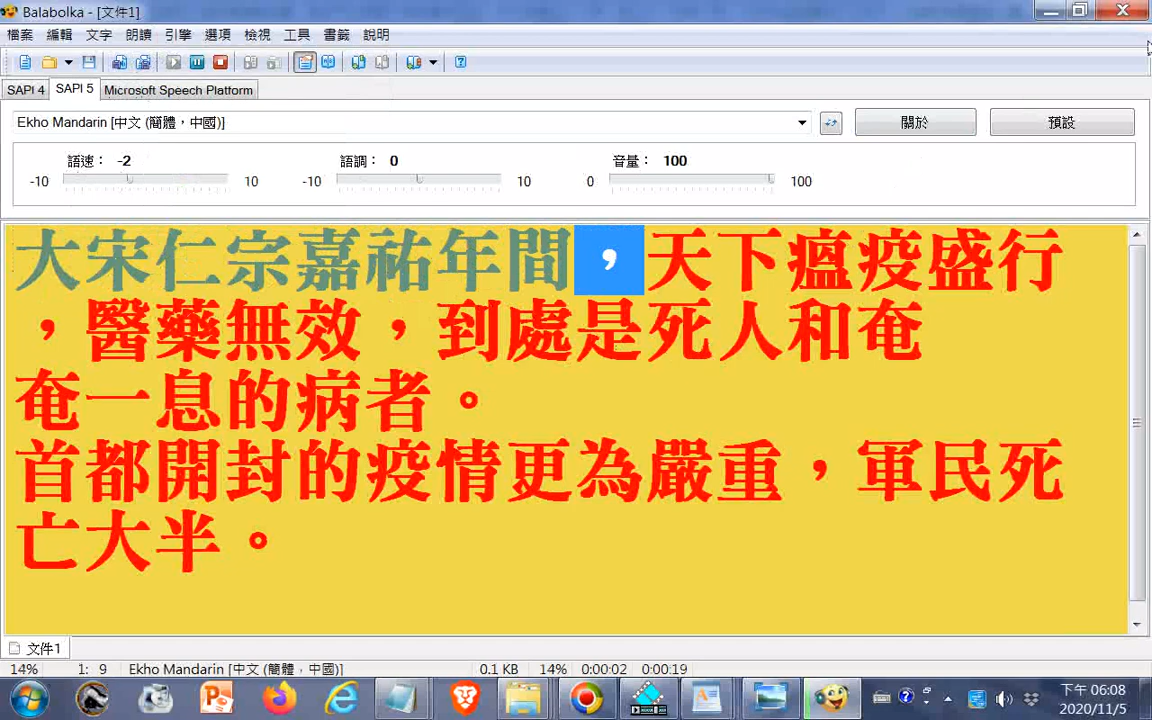 Balabolka - [文件1]
檔案 編輯 文字 朗讀 引擎 選項 檢視 工具 書籤 說明
SAPI 4 SAPI 5 Microsoft Speech Platform
Ekho Mandarin [中文 (簡體，中國)] 關於 預設
語速： -2 語調： 0 音量： 100
-10 10 -10 10 0 100
大宋仁宗嘉祐年間，天下瘟疫盛行
，醫藥無效，到處是死人和奄
奄一息的病者。
首都開封的疫情更為嚴重，軍民死
亡大半。
文件1
14% 1: 9 Ekho Mandarin [中文 (簡體，中國)] 0.1 KB 14% 0:00:02 0:00:19
下午 06:08
2020/11/5